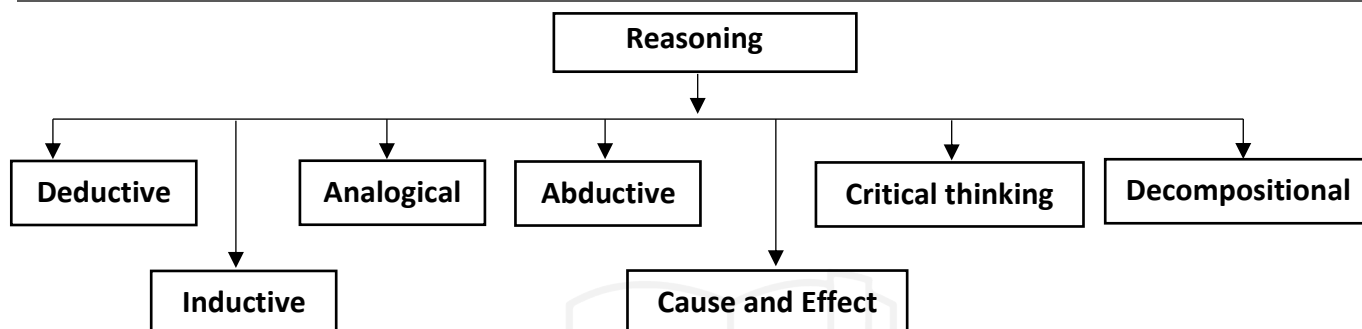 Reasoning
Deductive
Analogical
Abductive
Critical thinking
Decompositional
Inductive
Cause and Effect